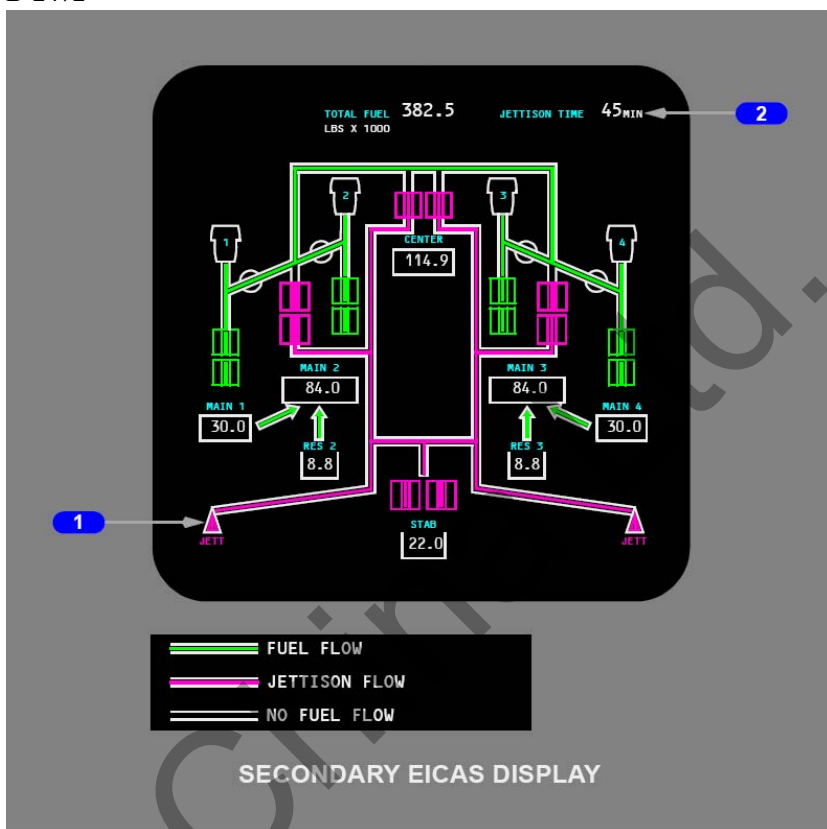 TOTAL FUEL 382.5 JETTISON TIME 45MIN
LBS X 1000
2
2
3
1
4
CENTER
114.9
MAIN 2
84.0
MAIN 3
84.0
MAIN 1
30.0
MAIN 4
30.0
RES 2
8.8
RES 3
8.8
1
JETT
JETT
STAB
22.0
FUEL FLOW
JETTISON FLOW
NO FUEL FLOW
SECONDARY EICAS DISPLAY